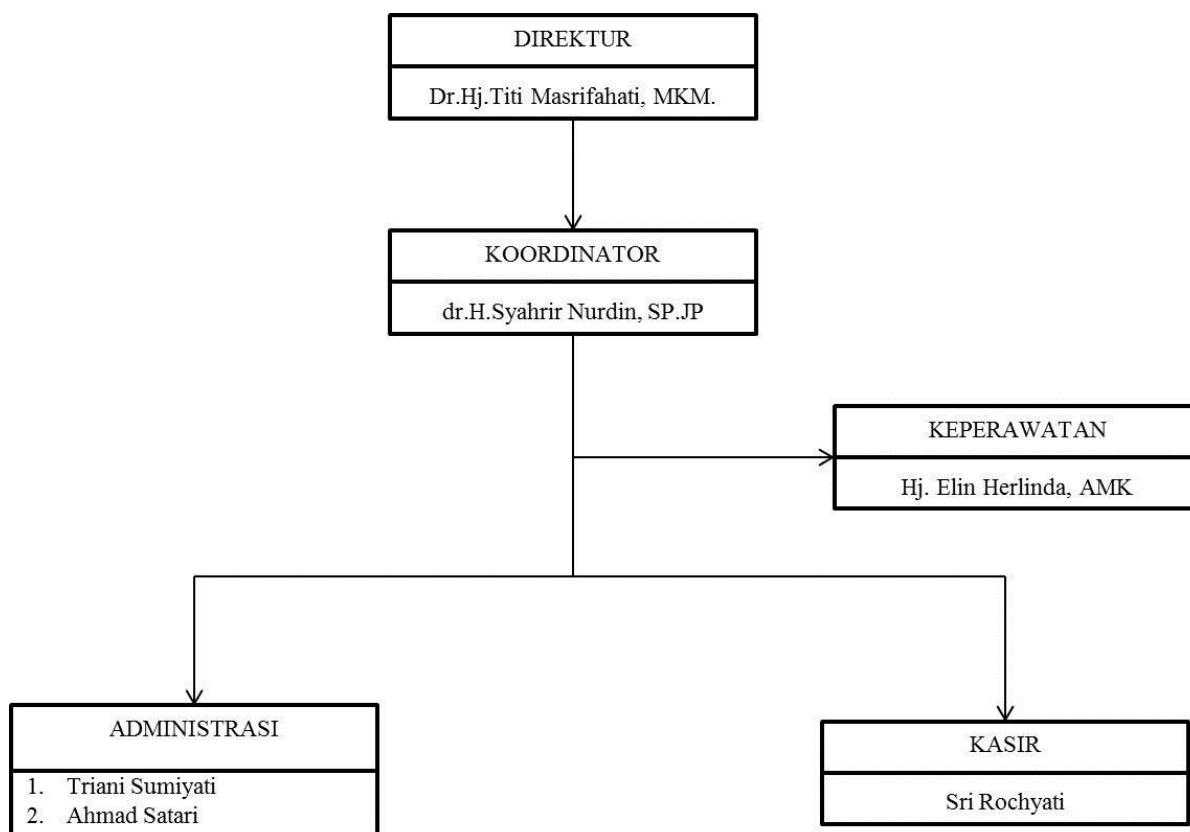 DIREKTUR
Dr.Hj.Titi Masrifahati, MKM.
KOORDINATOR
dr.H.Syahrir Nurdin, SP.JP
KEPERAWATAN
Hj. Elin Herlinda, AMK
ADMINISTRASI
1. Triani Sumiyati
2. Ahmad Satari
KASIR
Sri Rochyati